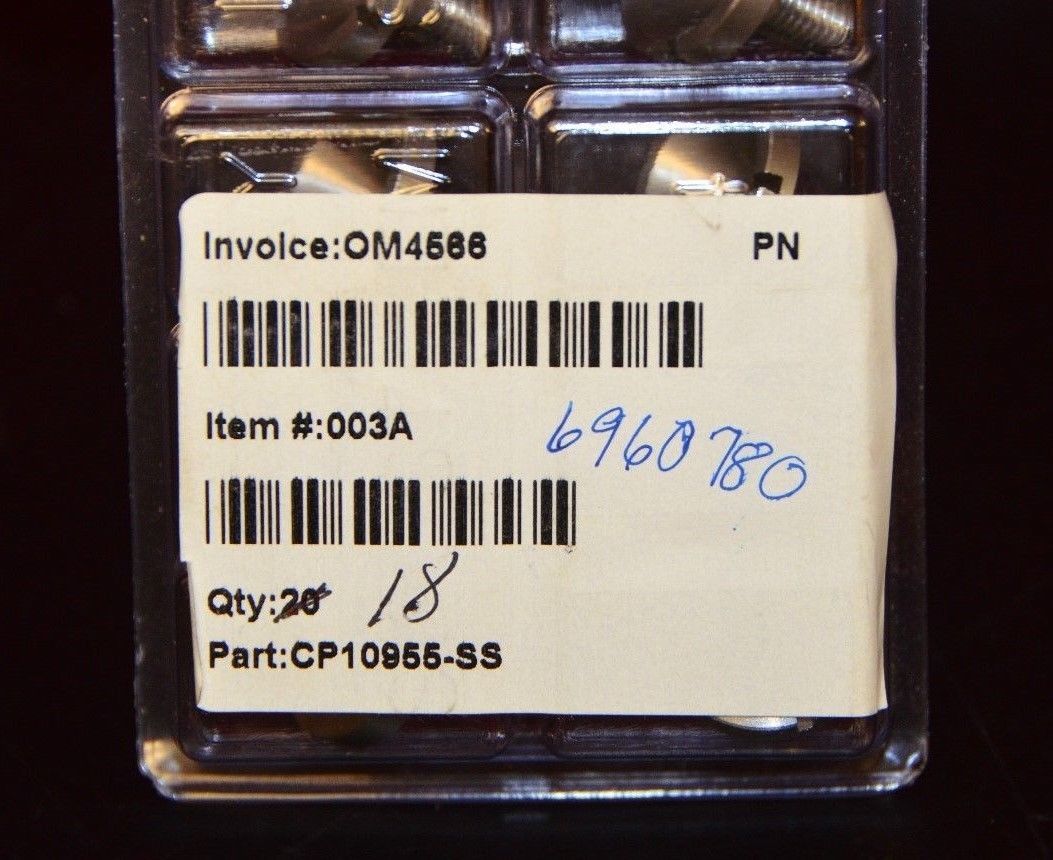 Invoice:OM4566 PN
Item #:003A 6960780
Qty:20 18
Part:CP10955-SS